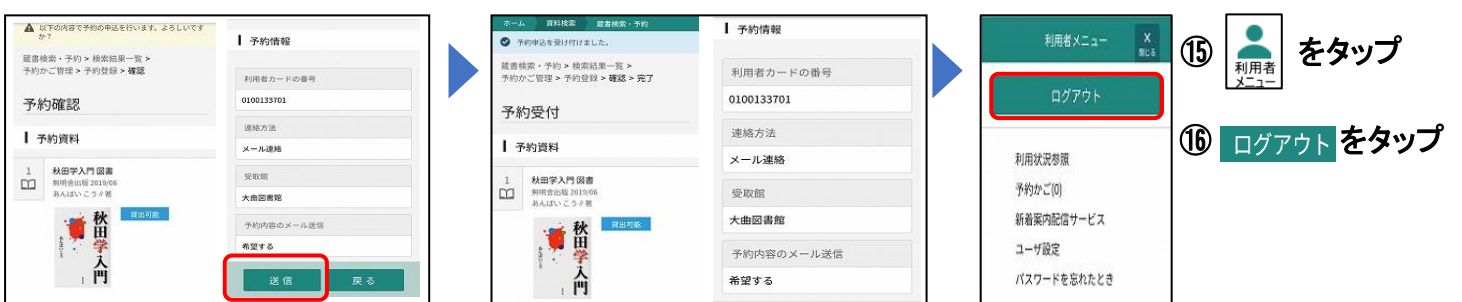 以下の内容で予約の申込を行います。よろしいです
か?
蔵書検索・予約 > 検索結果一覧 >
予約かご管理 > 予約登録 > 確認
予約確認
予約資料
1
秋田学入門 図書
無明舎出版 2019/06
あんばい こう∥著
貸出可能
秋田学入門
予約情報
利用者カードの番号
0100133701
連絡方法
メール連絡
受取館
大曲図書館
予約内容のメール送信
希望する
送信
戻る
ホーム 資料検索 蔵書検索・予約
予約申込を受け付けました。
蔵書検索・予約 > 検索結果一覧 >
予約かご管理 > 予約登録 > 確認 > 完了
予約受付
予約資料
1
秋田学入門 図書
無明舎出版 2019/06
あんばい こう∥著
貸出可能
秋田学入門
予約情報
利用者カードの番号
0100133701
連絡方法
メール連絡
受取館
大曲図書館
予約内容のメール送信
希望する
利用者メニュー
X
閉じる
ログアウト
利用状況参照
予約かご(0)
新着案内配信サービス
ユーザ設定
パスワードを忘れたとき
⑮ 利用者メニュー をタップ
⑯ ログアウト をタップ